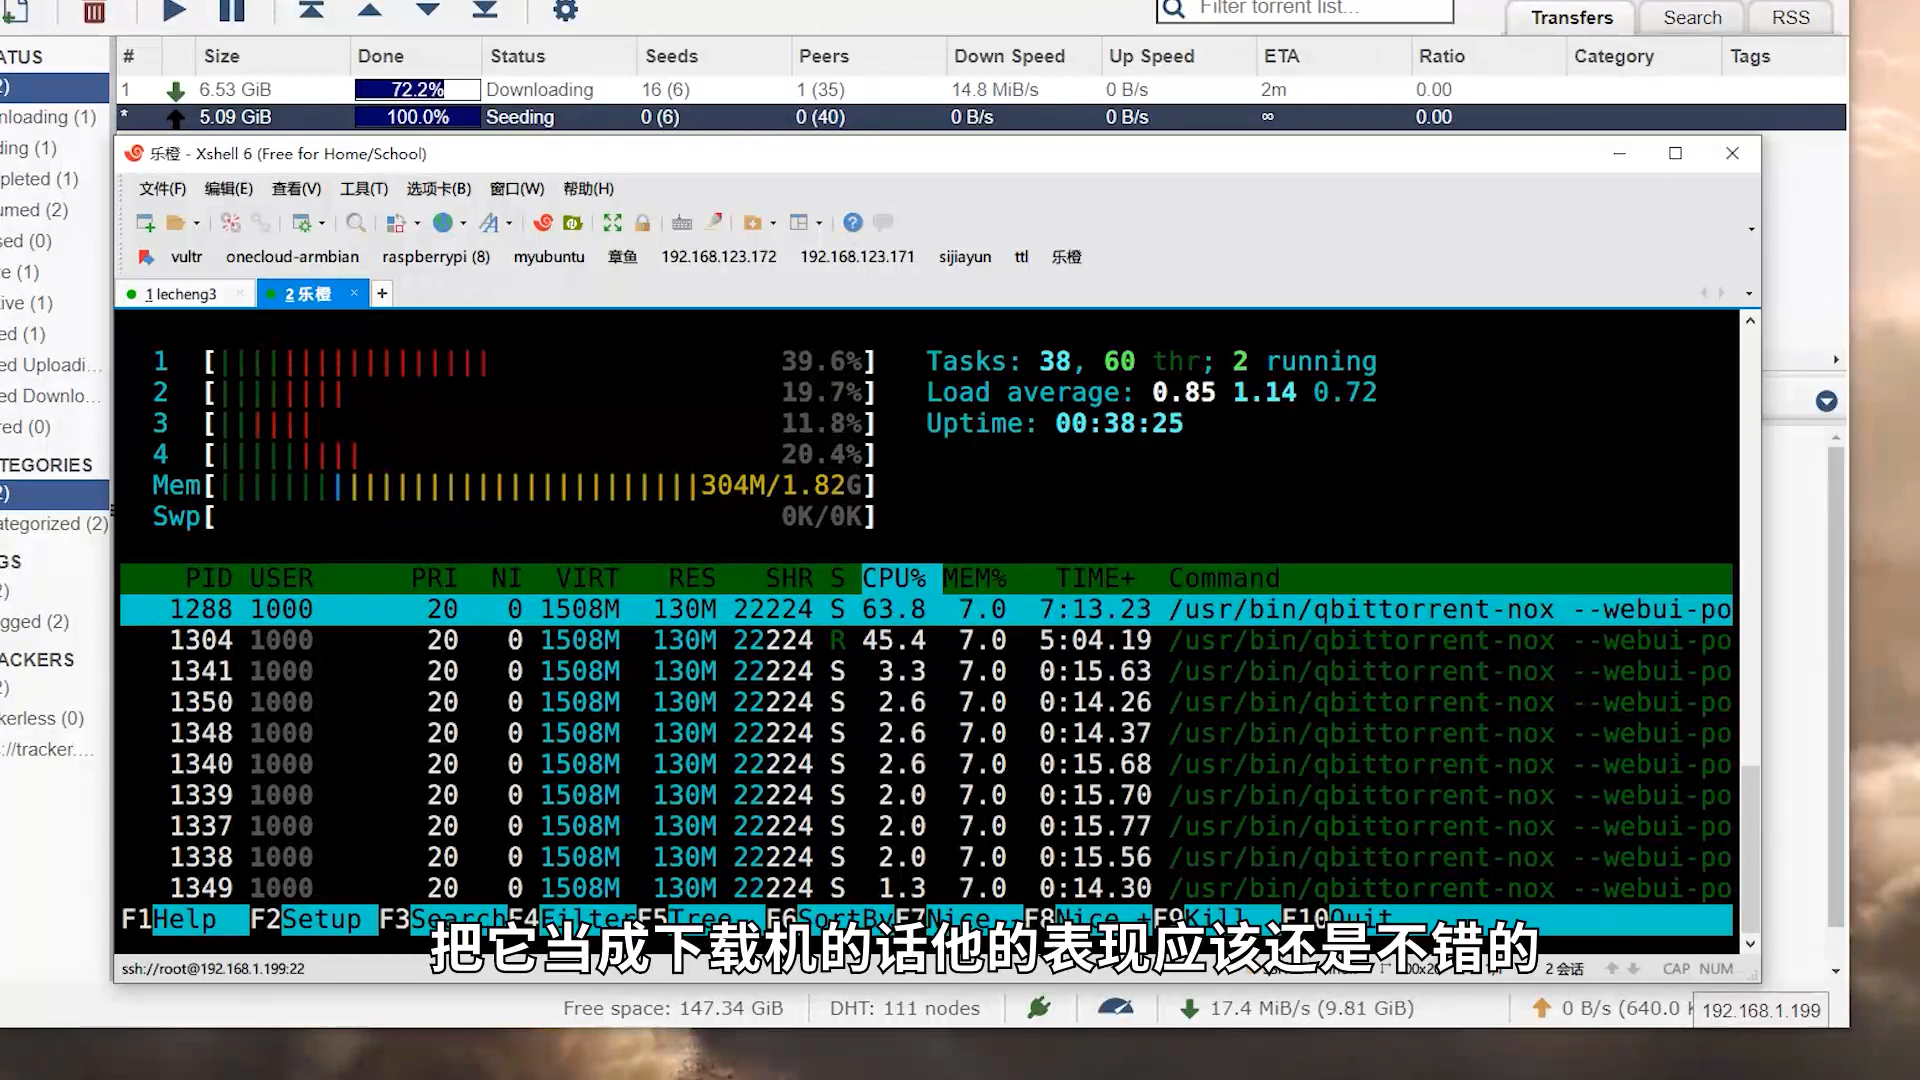 Filter torrent list...
Transfers
Search
RSS
ATUS
# Size Done Status Seeds Peers Down Speed Up Speed ETA Ratio Category Tags
1 6.53 GiB 72.2% Downloading 16 (6) 1 (35) 14.8 MiB/s 0 B/s 2m 0.00
* 5.09 GiB 100.0% Seeding 0 (6) 0 (40) 0 B/s 0 B/s ∞ 0.00
nloading (1)
ding (1)
pleted (1)
umed (2)
sed (0)
ve (1)
tive (1)
ed (1)
ed Uploadi...
ed Downlo...
red (0)
TEGORIES
2)
ategorized (2)
GS
2)
gged (2)
ACKERS
2)
kerless (0)
s://tracker....
乐橙 - Xshell 6 (Free for Home/School)
文件(F) 编辑(E) 查看(V) 工具(T) 选项卡(B) 窗口(W) 帮助(H)
vultr onecloud-armbian raspberrypi (8) myubuntu 章鱼 192.168.123.172 192.168.123.171 sijiayun ttl 乐橙
1 lecheng3 × 2 乐橙 × +
1 [|||||||||||||||||39.6%] Tasks: 38, 60 thr; 2 running
2 [||||||||19.7%] Load average: 0.85 1.14 0.72
3 [||||||11.8%] Uptime: 00:38:25
4 [|||||||||20.4%]
Mem[||||||||||||||||||||||||||||||304M/1.82G]
Swp[0K/0K]
PID USER PRI NI VIRT RES SHR S CPU% MEM% TIME+ Command
1288 1000 20 0 1508M 130M 22224 S 63.8 7.0 7:13.23 /usr/bin/qbittorrent-nox --webui-po
1304 1000 20 0 1508M 130M 22224 R 45.4 7.0 5:04.19 /usr/bin/qbittorrent-nox --webui-po
1341 1000 20 0 1508M 130M 22224 S 3.3 7.0 0:15.63 /usr/bin/qbittorrent-nox --webui-po
1350 1000 20 0 1508M 130M 22224 S 2.6 7.0 0:14.26 /usr/bin/qbittorrent-nox --webui-po
1348 1000 20 0 1508M 130M 22224 S 2.6 7.0 0:14.37 /usr/bin/qbittorrent-nox --webui-po
1340 1000 20 0 1508M 130M 22224 S 2.6 7.0 0:15.68 /usr/bin/qbittorrent-nox --webui-po
1339 1000 20 0 1508M 130M 22224 S 2.0 7.0 0:15.70 /usr/bin/qbittorrent-nox --webui-po
1337 1000 20 0 1508M 130M 22224 S 2.0 7.0 0:15.77 /usr/bin/qbittorrent-nox --webui-po
1338 1000 20 0 1508M 130M 22224 S 2.0 7.0 0:15.56 /usr/bin/qbittorrent-nox --webui-po
1349 1000 20 0 1508M 130M 22224 S 1.3 7.0 0:14.30 /usr/bin/qbittorrent-nox --webui-po
F1Help F2Setup F3SearchF4FilterF5Tree F6SortByF7Nice -F8Nice +F9Kill F10Quit
把它当成下载机的话他的表现应该还是不错的
ssh://root@192.168.1.199:22
2 会话 CAP NUM
Free space: 147.34 GiB DHT: 111 nodes 17.4 MiB/s (9.81 GiB) 0 B/s (640.0
192.168.1.199